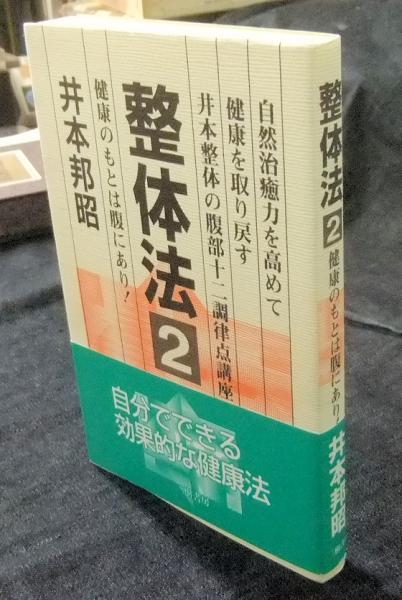 自然治癒力を高めて
健康を取り戻す
井本整体の腹部十二調律点講座
整体法2
健康のもとは腹にあり!
井本邦昭
自分でできる
効果的な健康法
整体法2
健康のもとは腹にあり
井本邦昭